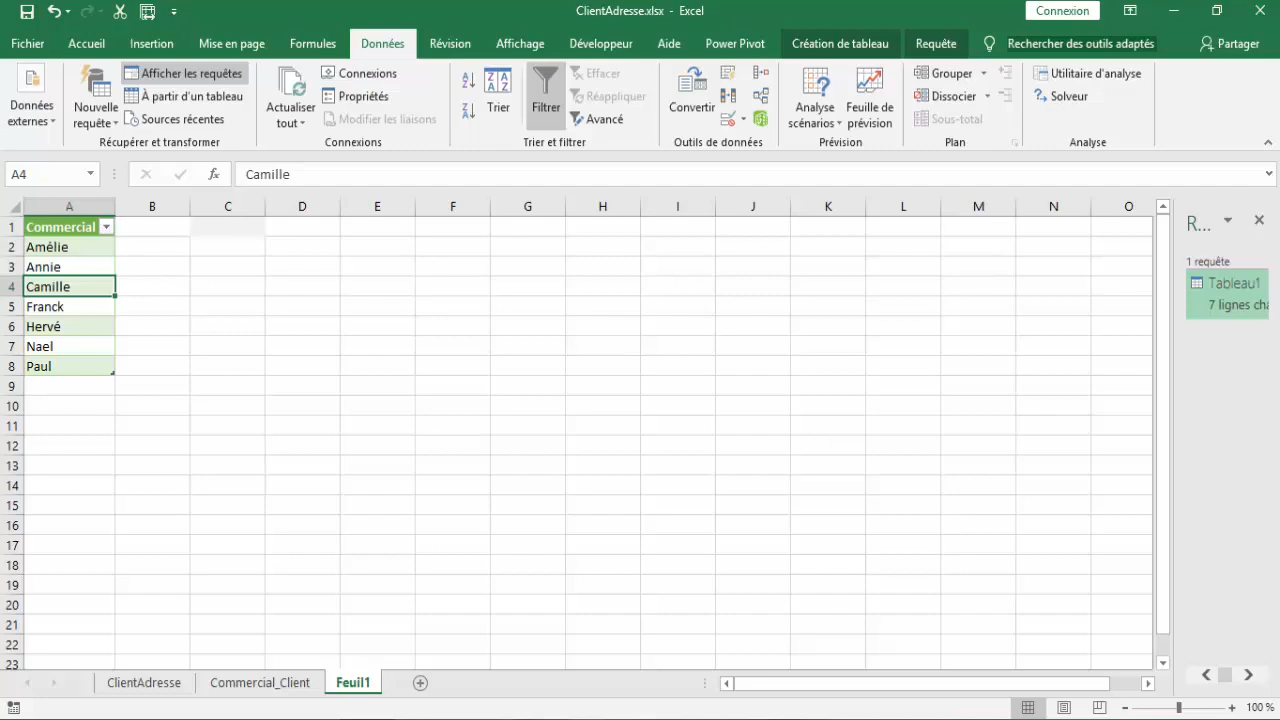 ClientAdresse.xlsx - Excel
Connexion
Fichier Accueil Insertion Mise en page Formules Données Révision Affichage Développeur Aide Power Pivot Création de tableau Requête Rechercher des outils adaptés Partager
Données externes
Nouvelle requête
Afficher les requêtes
À partir d'un tableau
Sources récentes
Récupérer et transformer
Actualiser tout
Connexions
Propriétés
Modifier les liaisons
Connexions
Trier
Filtrer
Effacer
Réappliquer
Avancé
Trier et filtrer
Convertir
Outils de données
Analyse scénarios
Feuille de prévision
Prévision
Grouper
Dissocier
Sous-total
Plan
Utilitaire d'analyse
Solveur
Analyse
A4 fx Camille
A B C D E F G H I J K L M N O
1 Commercial
2 Amélie
3 Annie
4 Camille
5 Franck
6 Hervé
7 Nael
8 Paul
9
10
11
12
13
14
15
16
17
18
19
20
21
22
23
R...
1 requête
Tableau1
7 lignes cha
ClientAdresse Commercial_Client Feuil1
100 %